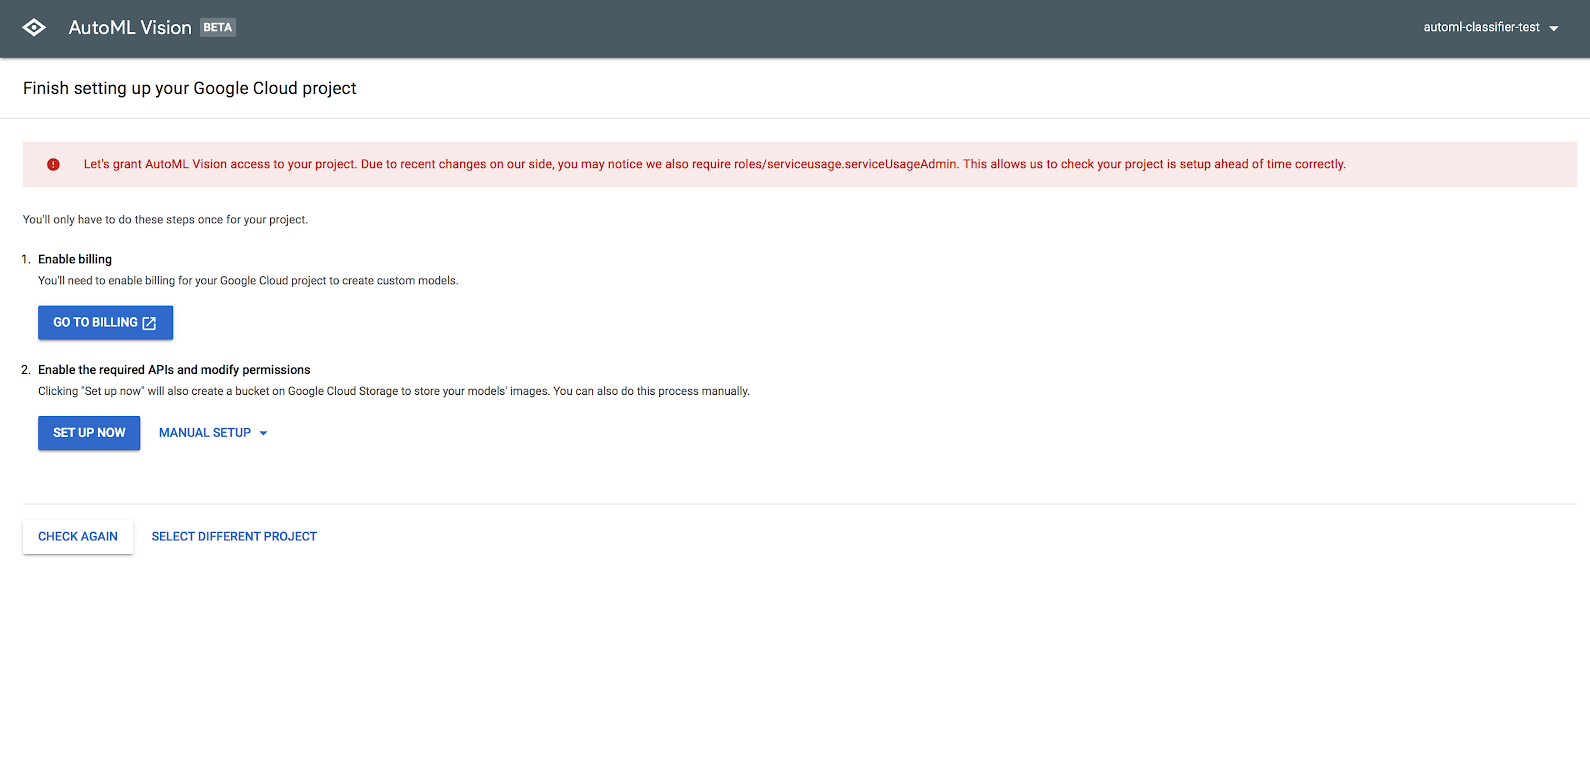 AutoML Vision BETA
automl-classifier-test
Finish setting up your Google Cloud project
Let's grant AutoML Vision access to your project. Due to recent changes on our side, you may notice we also require roles/serviceusage.serviceUsageAdmin. This allows us to check your project is setup ahead of time correctly.
You'll only have to do these steps once for your project.
1. Enable billing
You'll need to enable billing for your Google Cloud project to create custom models.
GO TO BILLING
2. Enable the required APIs and modify permissions
Clicking "Set up now" will also create a bucket on Google Cloud Storage to store your models' images. You can also do this process manually.
SET UP NOW MANUAL SETUP
CHECK AGAIN SELECT DIFFERENT PROJECT